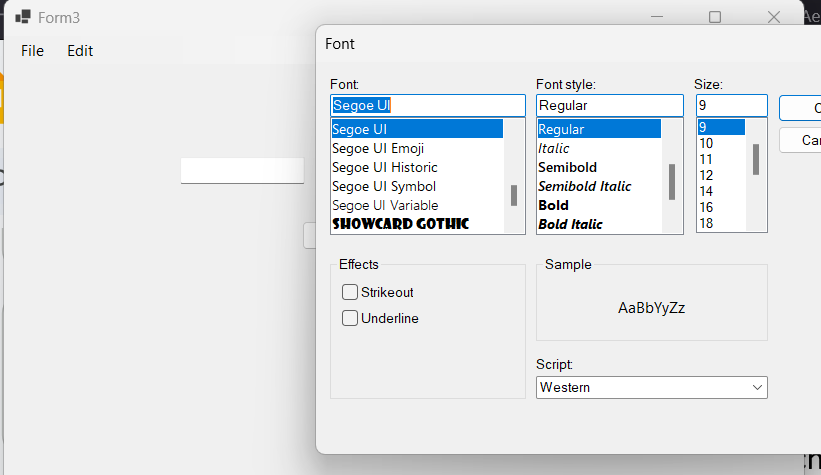 Form3
File Edit
Font
Font: Font style: Size:
Segoe UI Regular 9
Segoe UI Regular 9
Segoe UI Emoji Italic 10
Segoe UI Historic Semibold 11
Segoe UI Symbol Semibold Italic 12
Segoe UI Variable Bold 14
SHOWCARD GOTHIC Bold Italic 16
18
Effects
Strikeout
Underline
Sample
AaBbYyZz
Script:
Western